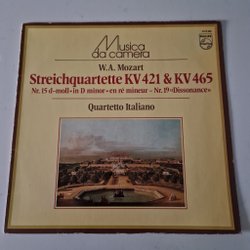 Musica
da camera
PHILIPS
W.A. Mozart
Streichquartette KV 421 & KV 465
Nr. 15 d-moll • in D minor • en ré mineur – Nr. 19 «Dissonance»
Quartetto Italiano